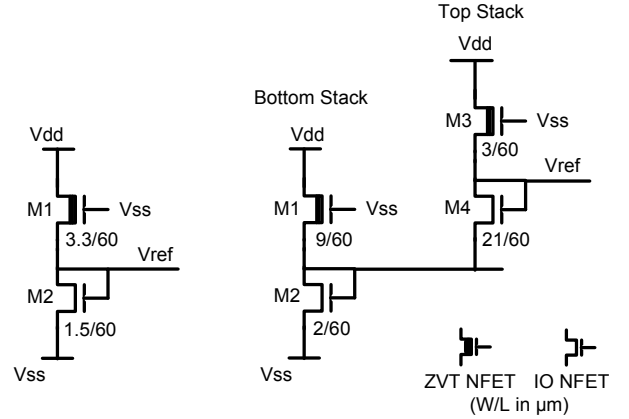 Top Stack
Vdd
Bottom Stack
M3
Vss
3/60
Vdd
Vdd
Vref
M1
Vss
M1
Vss
M4
3.3/60
9/60
21/60
Vref
M2
M2
1.5/60
2/60
Vss
Vss
ZVT NFET
IO NFET
(W/L in μm)